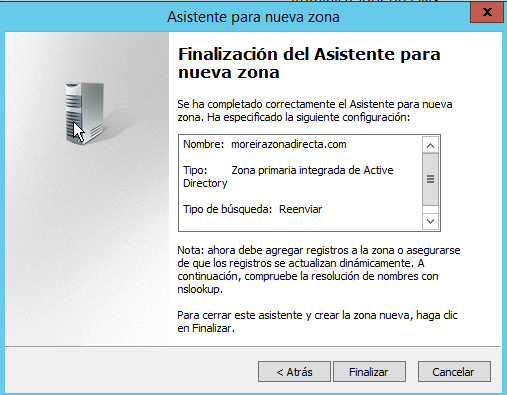 Asistente para nueva zona
x
Finalización del Asistente para
nueva zona
Se ha completado correctamente el Asistente para nueva
zona. Ha especificado la siguiente configuración:
Nombre: moreirazonadirecta.com
Tipo: Zona primaria integrada de Active
Directory
Tipo de búsqueda: Reenviar
Nota: ahora debe agregar registros a la zona o asegurarse
de que los registros se actualizan dinámicamente. A
continuación, compruebe la resolución de nombres con
nslookup.
Para cerrar este asistente y crear la zona nueva, haga clic
en Finalizar.
< Atrás Finalizar Cancelar